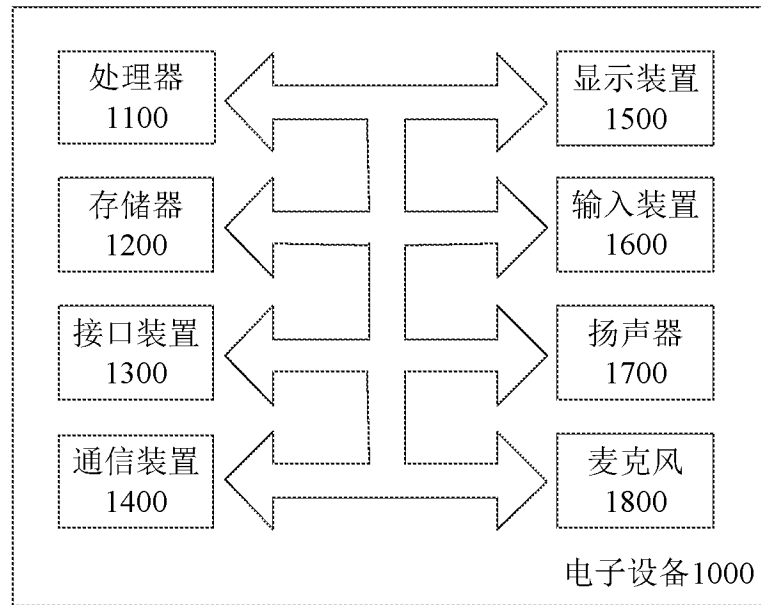 处理器
1100
显示装置
1500
存储器
1200
输入装置
1600
接口装置
1300
扬声器
1700
通信装置
1400
麦克风
1800
电子设备1000